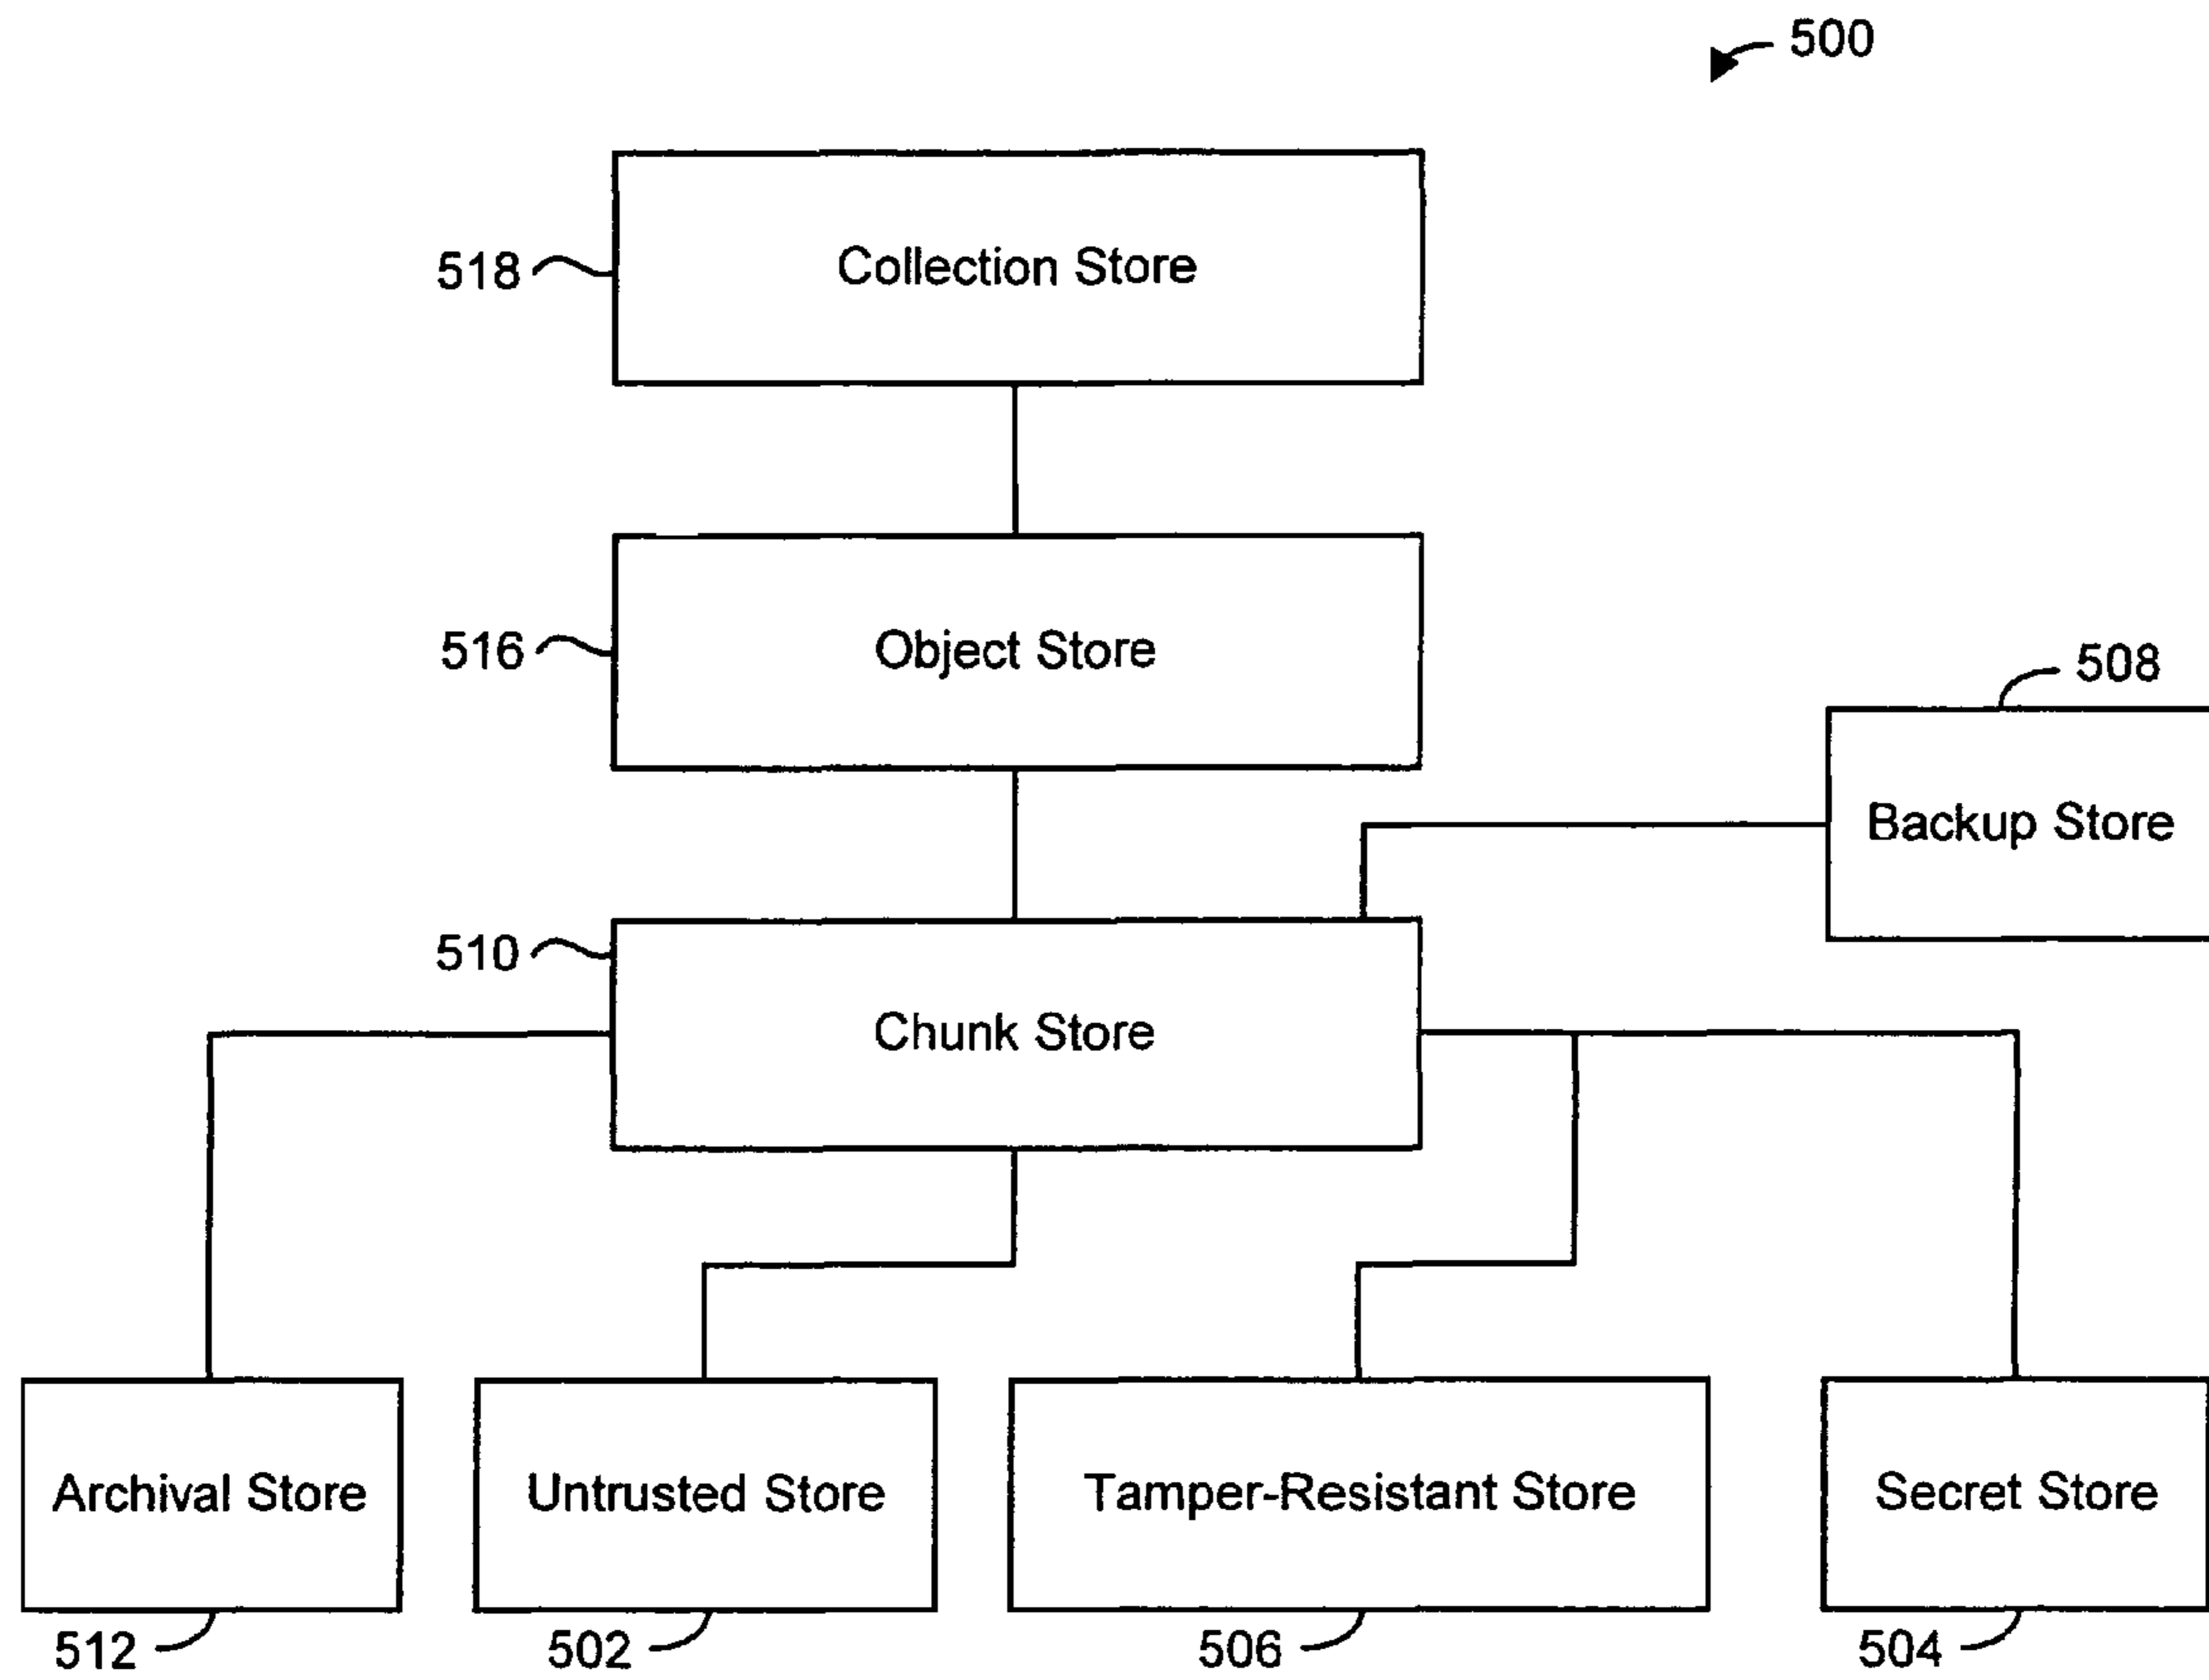 500
518
Collection Store
516
Object Store
508
Backup Store
510
Chunk Store
Archival Store
Untrusted Store
Tamper-Resistant Store
Secret Store
512
502
506
504